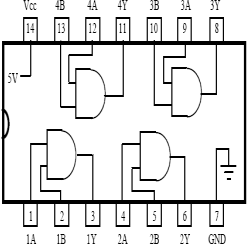 Vcc 4B 4A 4Y 3B 3A 3Y
14 13 12 11 10 9 8
5V
1 2 3 4 5 6 7
1A 1B 1Y 2A 2B 2Y GND